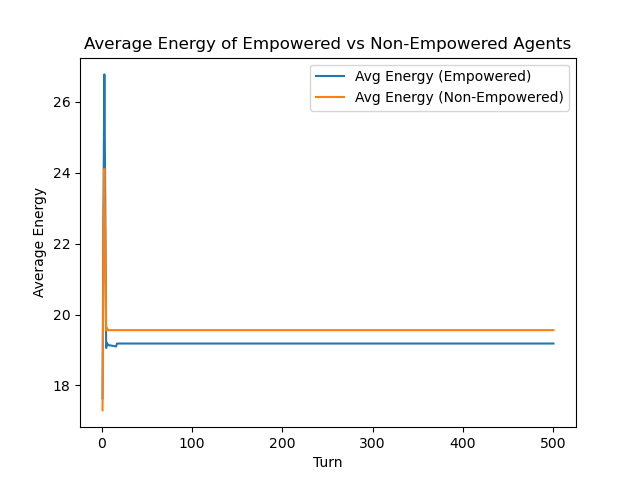 Average Energy of Empowered vs Non-Empowered Agents
Avg Energy (Empowered)
Avg Energy (Non-Empowered)
Average Energy
26
24
22
20
18
0 100 200 300 400 500
Turn